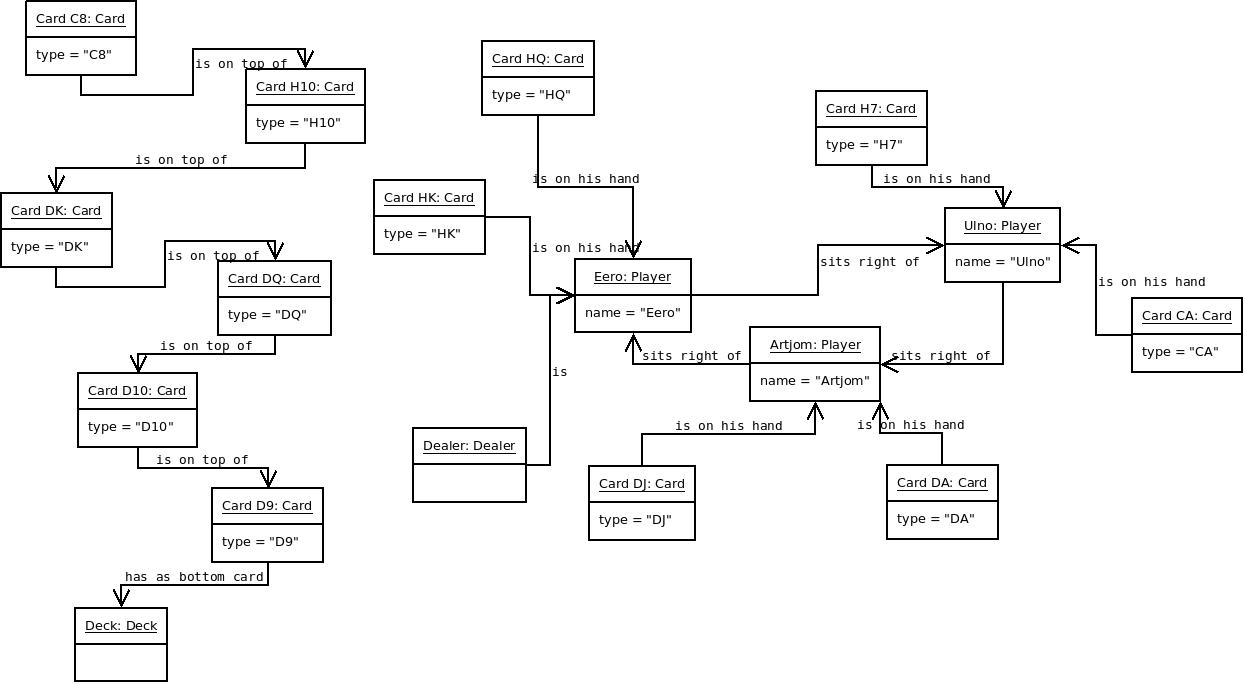 Card C8: Card
type = "C8"
is on top of
Card H10: Card
type = "H10"
is on top of
Card DK: Card
type = "DK"
is on top of
Card DQ: Card
type = "DQ"
is on top of
Card D10: Card
type = "D10"
is on top of
Card D9: Card
type = "D9"
has as bottom card
Deck: Deck
Card HQ: Card
type = "HQ"
is on his hand
Card HK: Card
type = "HK"
is on his hand
Eero: Player
name = "Eero"
sits right of
is
Dealer: Dealer
Card H7: Card
type = "H7"
is on his hand
Ulno: Player
name = "Ulno"
is on his hand
Card CA: Card
type = "CA"
sits right of
Artjom: Player
name = "Artjom"
sits right of
is on his hand
Card DJ: Card
type = "DJ"
is on his hand
Card DA: Card
type = "DA"